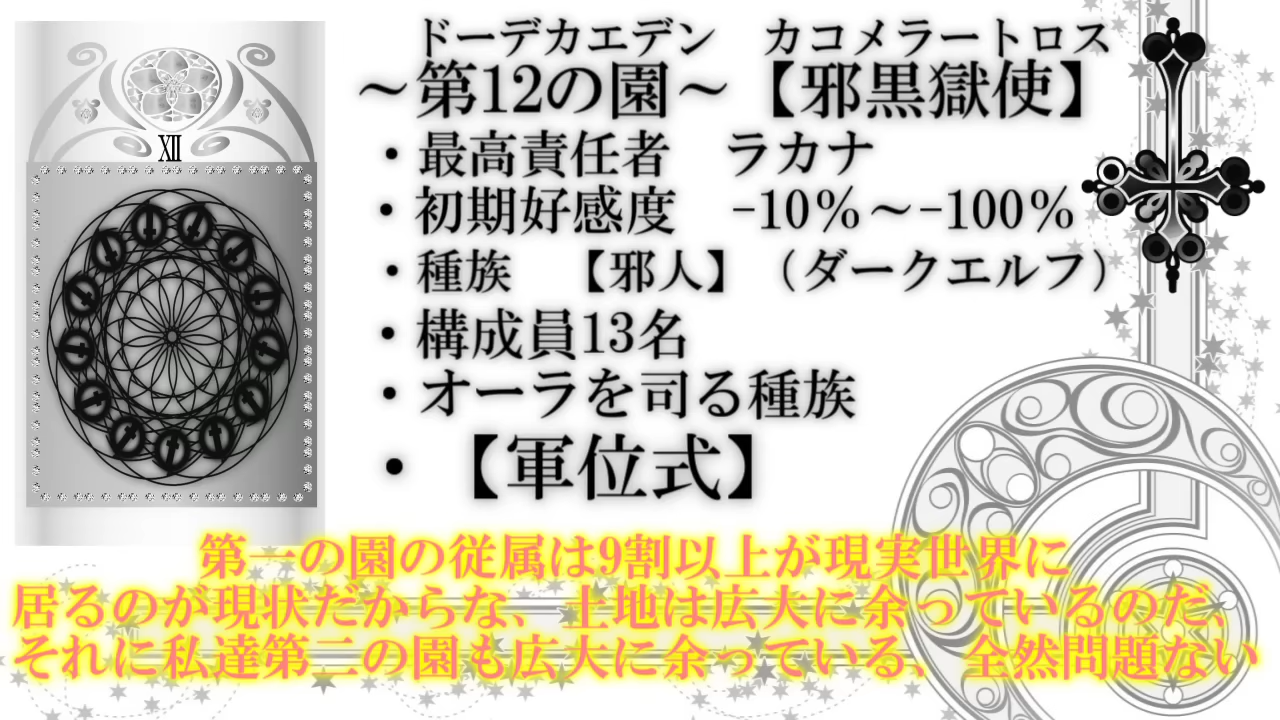 ドーデカエデン　カコメラートロス
～第12の園～【邪黒獄使】
・最高責任者　ラカナ
・初期好感度　-10％～-100％
・種族　【邪人】（ダークエルフ）
・構成員13名
・オーラを司る種族
・【軍位式】
XII
第一の園の従属は9割以上が現実世界に
居るのが現状だからな、土地は広大に余っているのだ、
それに私達第二の園も広大に余っている、全然問題ない